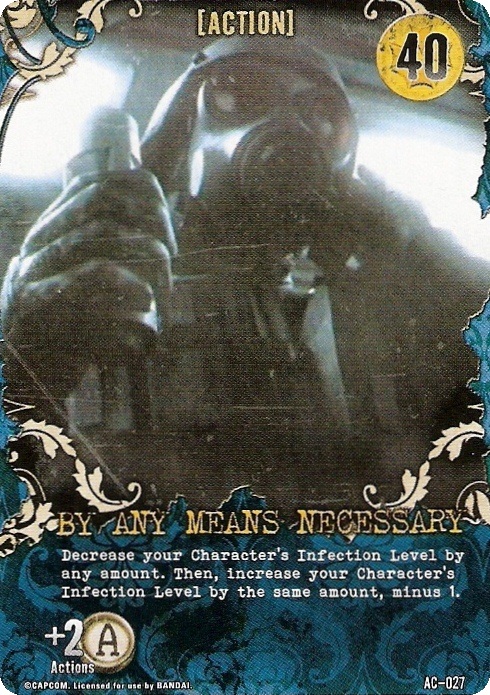 [ACTION]
40
BY ANY MEANS NECESSARY
Decrease your Character's Infection Level by
any amount. Then, increase your Character's
Infection Level by the same amount, minus 1.
+2 A
Actions
©CAPCOM. Licensed for use by BANDAI.
AC-027